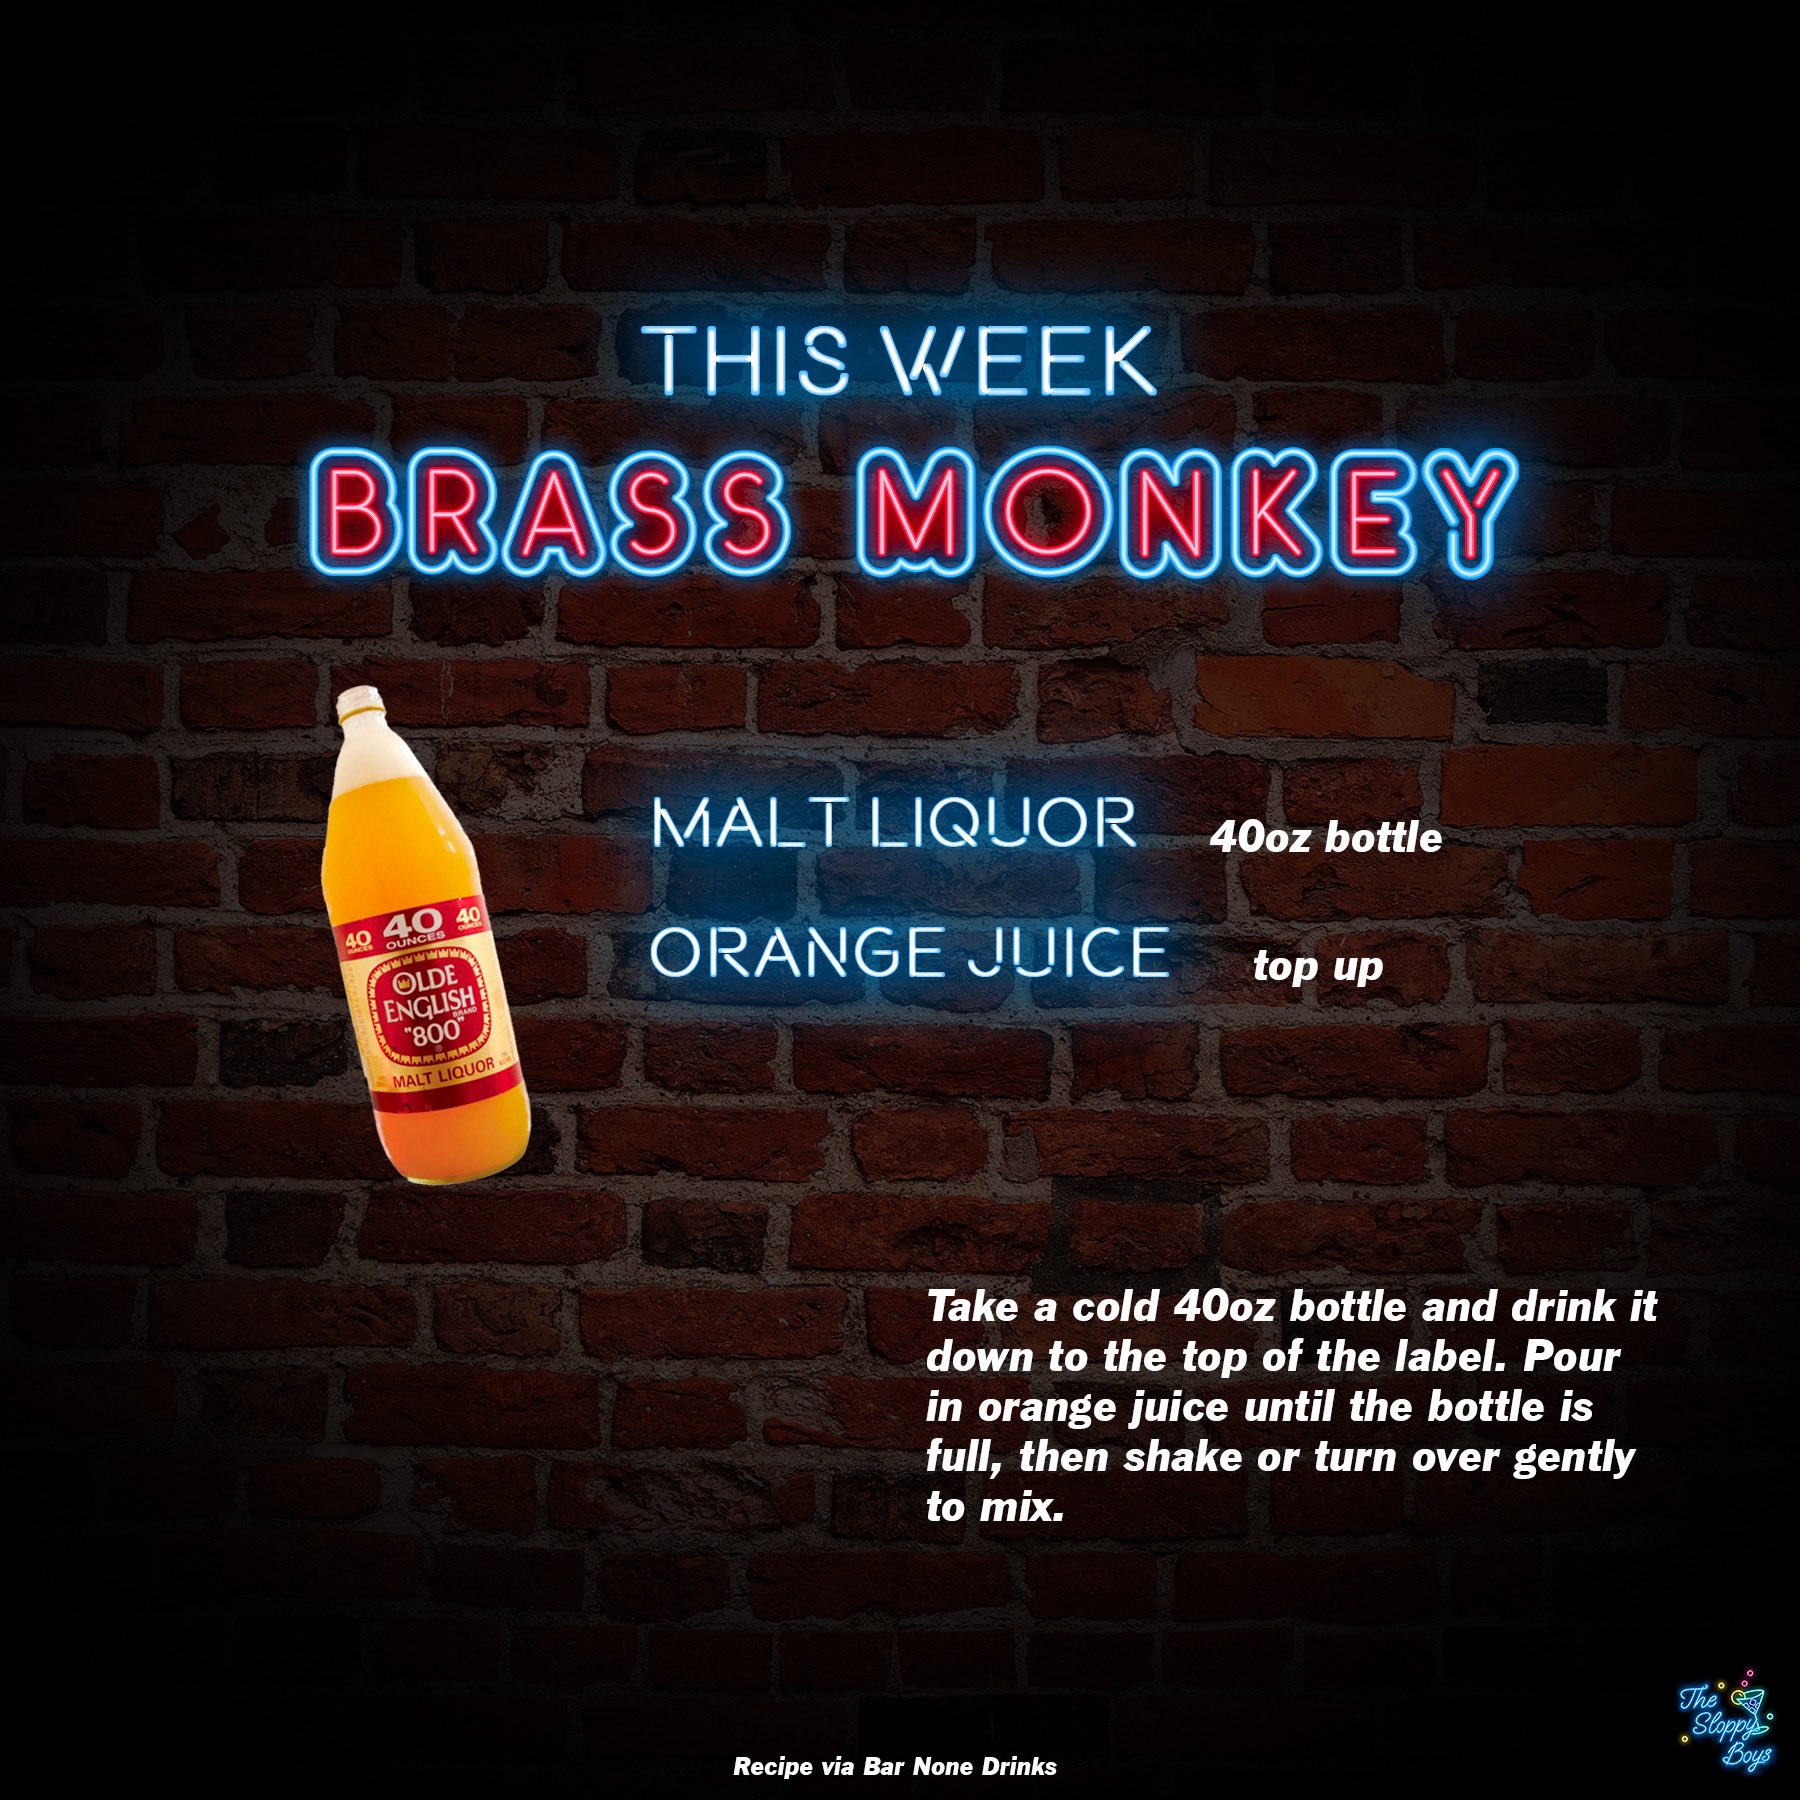 THIS WEEK
BRASS MONKEY
MALT LIQUOR 40oz bottle
ORANGE JUICE top up
40 OUNCES 40 OUNCES 40 OUNCES
OLDE
ENGLISH
BRAND
"800"
MALT LIQUOR
Take a cold 40oz bottle and drink it
down to the top of the label. Pour
in orange juice until the bottle is
full, then shake or turn over gently
to mix.
The
Sloppy
Boys
Recipe via Bar None Drinks